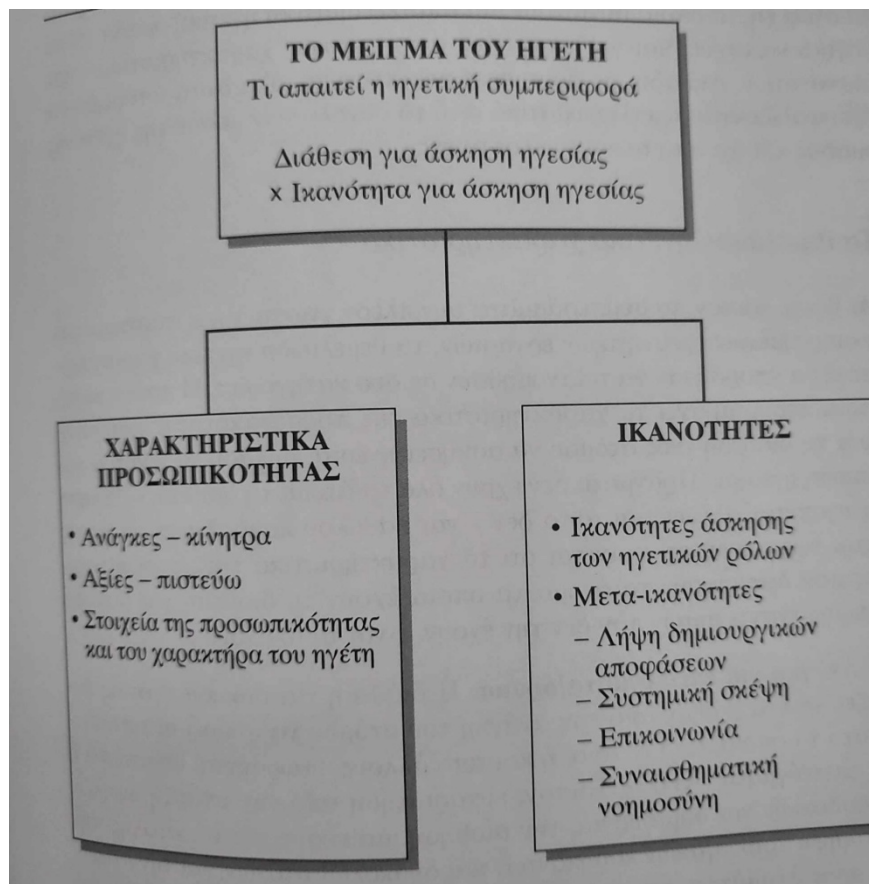 ΤΟ ΜΕΙΓΜΑ ΤΟΥ ΗΓΕΤΗ
Τι απαιτεί η ηγετική συμπεριφορά
Διάθεση για άσκηση ηγεσίας
x Ικανότητα για άσκηση ηγεσίας
ΧΑΡΑΚΤΗΡΙΣΤΙΚΑ
ΠΡΟΣΩΠΙΚΟΤΗΤΑΣ
• Ανάγκες – κίνητρα
• Αξίες – πιστεύω
• Στοιχεία της προσωπικότητας
και του χαρακτήρα του ηγέτη
ΙΚΑΝΟΤΗΤΕΣ
• Ικανότητες άσκησης
των ηγετικών ρόλων
• Μετα-ικανότητες
– Λήψη δημιουργικών
αποφάσεων
– Συστημική σκέψη
– Επικοινωνία
– Συναισθηματική
νοημοσύνη